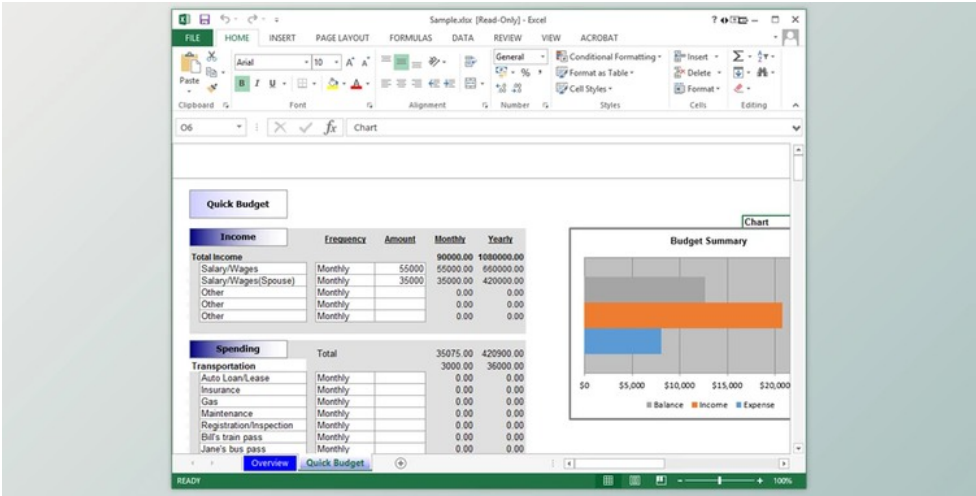 Sample.xlsx [Read-Only] - Excel
FILE HOME INSERT PAGE LAYOUT FORMULAS DATA REVIEW VIEW ACROBAT
Paste
Arial 10
General
Conditional Formatting
Format as Table
Cell Styles
Insert
Delete
Format
Clipboard Font Alignment Number Styles Cells Editing
O6 fx Chart
Quick Budget
Chart
Income Frequency Amount Monthly Yearly
Total Income 90000.00 1080000.00
Salary/Wages Monthly 55000 55000.00 660000.00
Salary/Wages(Spouse) Monthly 35000 35000.00 420000.00
Other Monthly 0.00 0.00
Other Monthly 0.00 0.00
Other Monthly 0.00 0.00
Spending Total 35075.00 420900.00
Transportation 3000.00 36000.00
Auto Loan/Lease Monthly 0.00 0.00
Insurance Monthly 0.00 0.00
Gas Monthly 0.00 0.00
Maintenance Monthly 0.00 0.00
Registration/Inspection Monthly 0.00 0.00
Bill's train pass Monthly 0.00 0.00
Jane's bus pass Monthly 0.00 0.00
Budget Summary
$0 $5,000 $10,000 $15,000 $20,000
Balance Income Expense
Overview Quick Budget
READY 100%